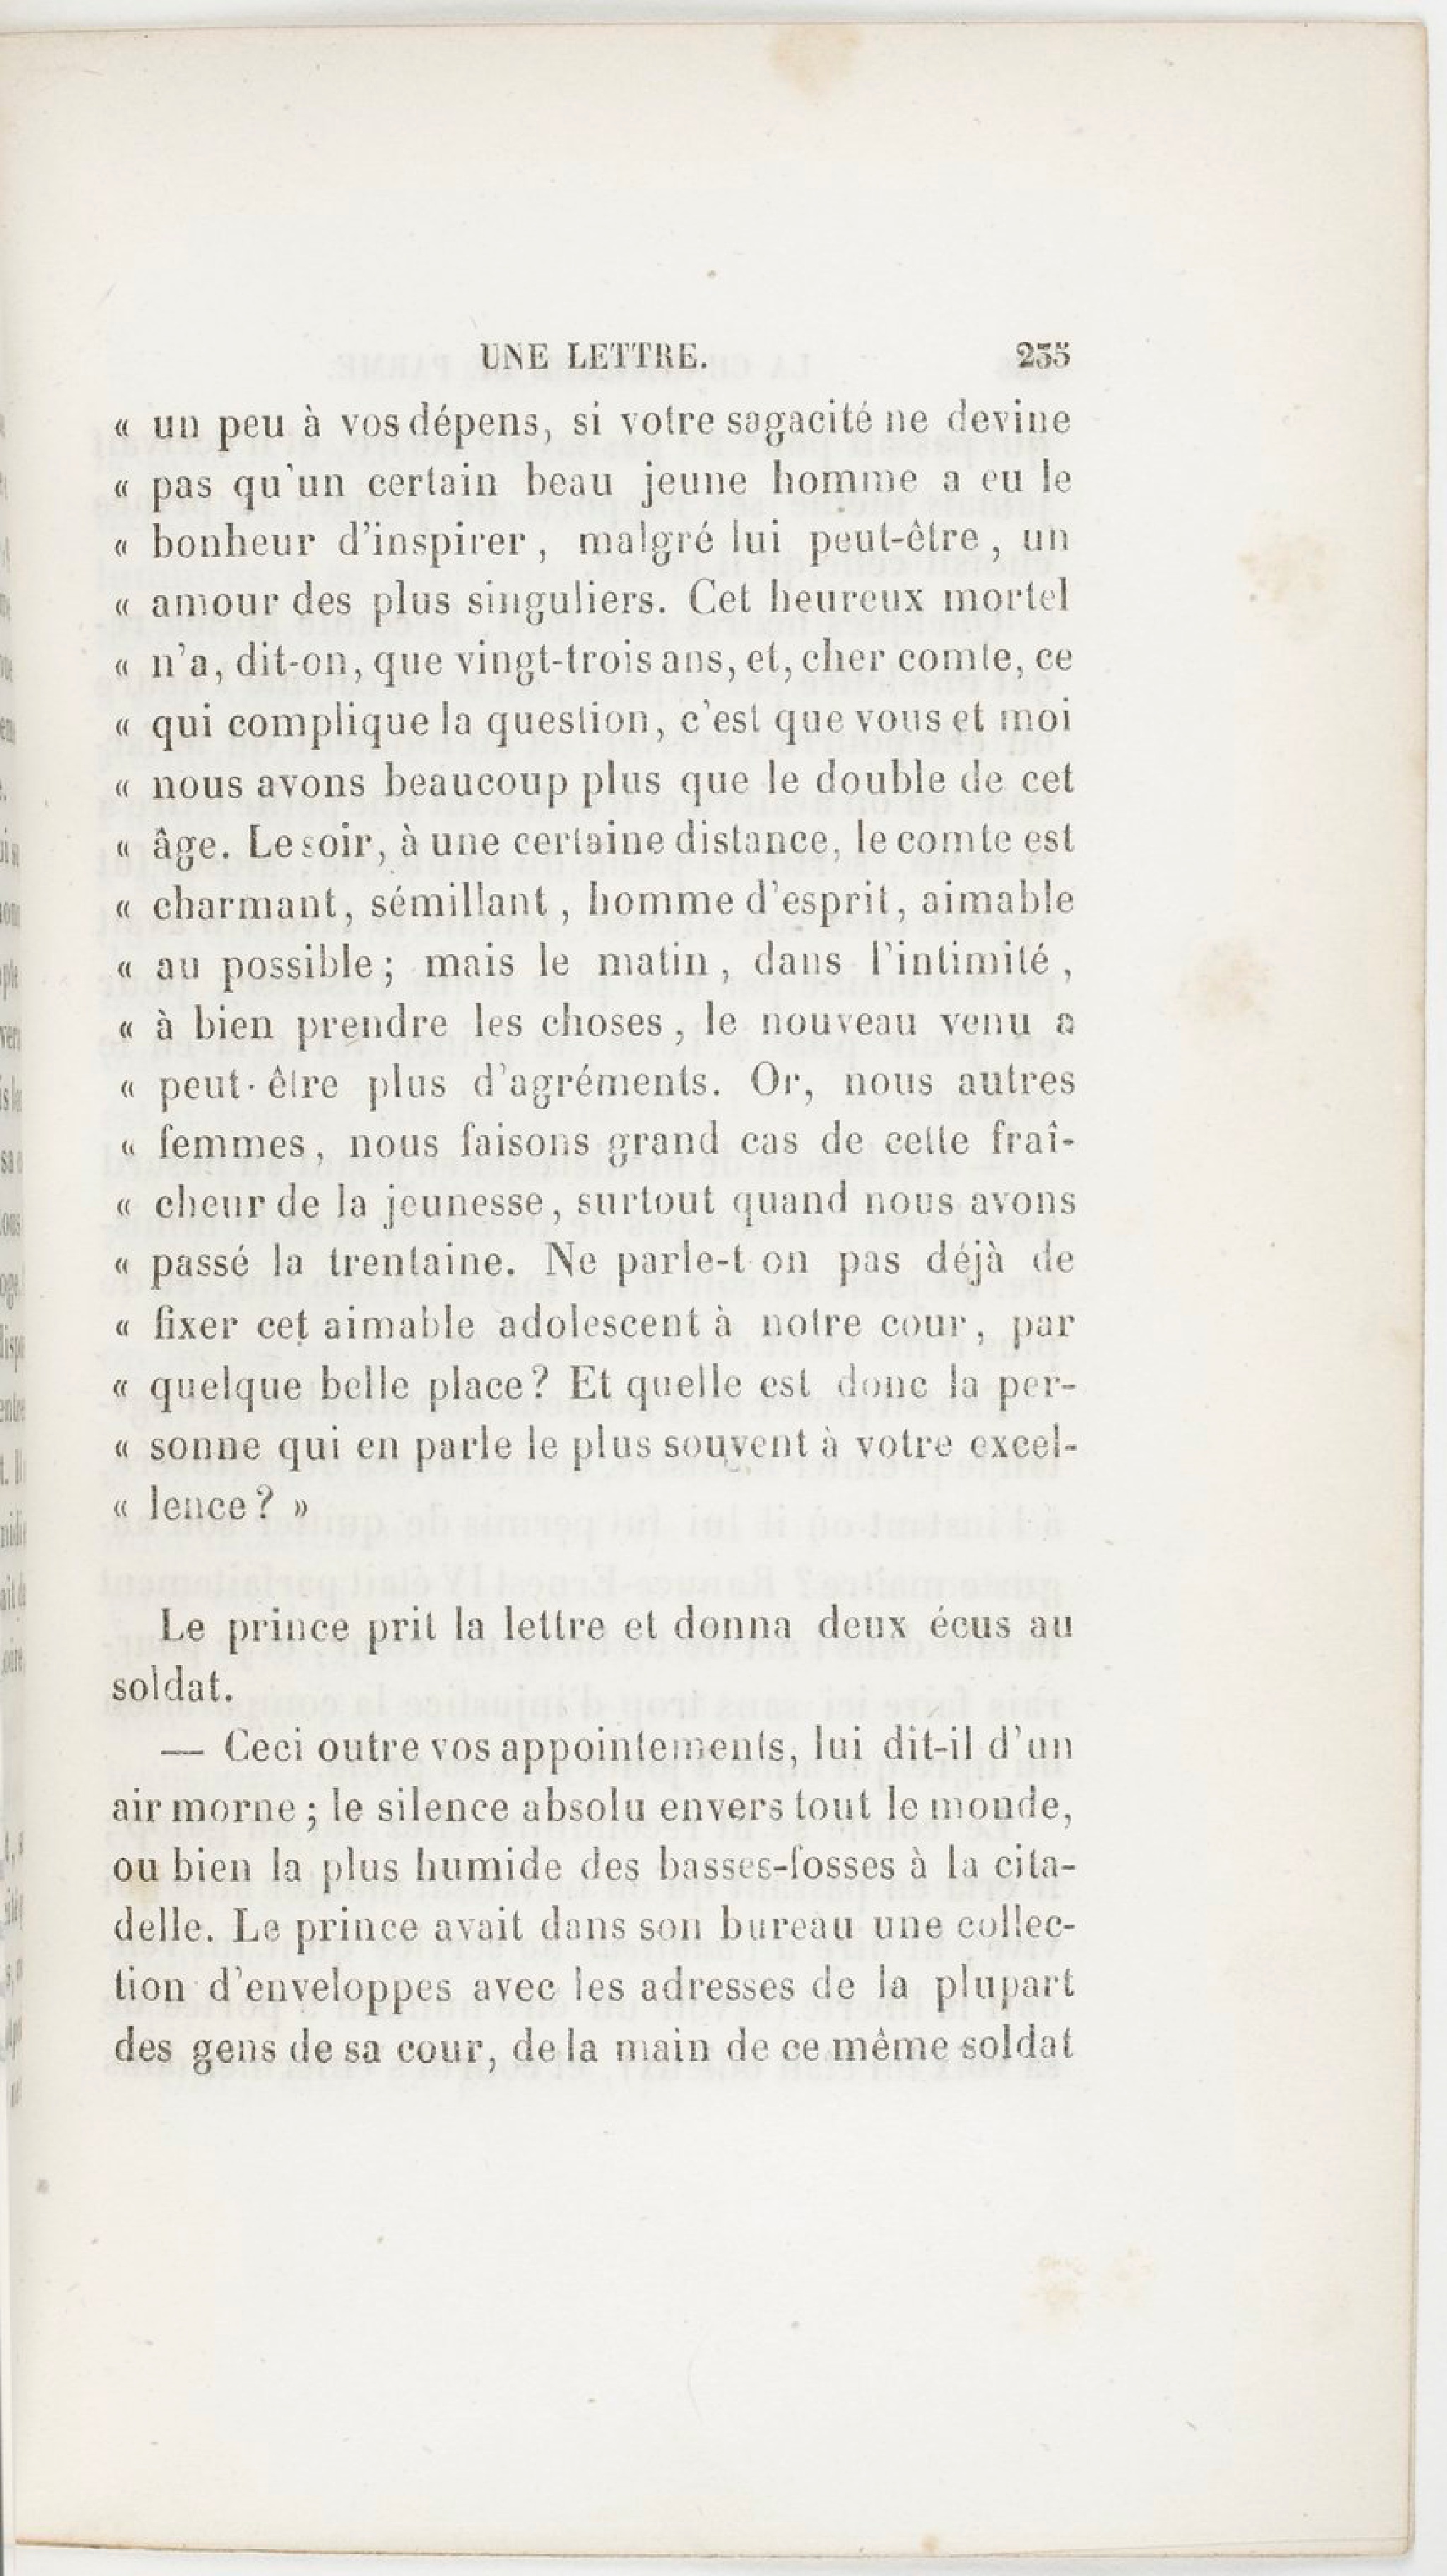 UNE LETTRE. 235
« un peu à vos dépens, si votre sagacité ne devine
« pas qu'un certain beau jeune homme a eu le
« bonheur d'inspirer, malgré lui peut-être, un
« amour des plus singuliers. Cet heureux mortel
« n'a, dit-on, que vingt-trois ans, et, cher comte, ce
« qui complique la question, c'est que vous et moi
« nous avons beaucoup plus que le double de cet
« âge. Le soir, à une certaine distance, le comte est
« charmant, sémillant, homme d'esprit, aimable
« au possible; mais le matin, dans l'intimité,
« à bien prendre les choses, le nouveau venu a
« peut-être plus d'agréments. Or, nous autres
« femmes, nous faisons grand cas de cette fraî-
« cheur de la jeunesse, surtout quand nous avons
« passé la trentaine. Ne parle-t on pas déjà de
« fixer cet aimable adolescent à notre cour, par
« quelque belle place? Et quelle est donc la per-
« sonne qui en parle le plus souvent à votre excel-
« lence? »
Le prince prit la lettre et donna deux écus au
soldat.
— Ceci outre vos appointements, lui dit-il d'un
air morne; le silence absolu envers tout le monde,
ou bien la plus humide des basses-fosses à la cita-
delle. Le prince avait dans son bureau une collec-
tion d'enveloppes avec les adresses de la plupart
des gens de sa cour, de la main de ce même soldat